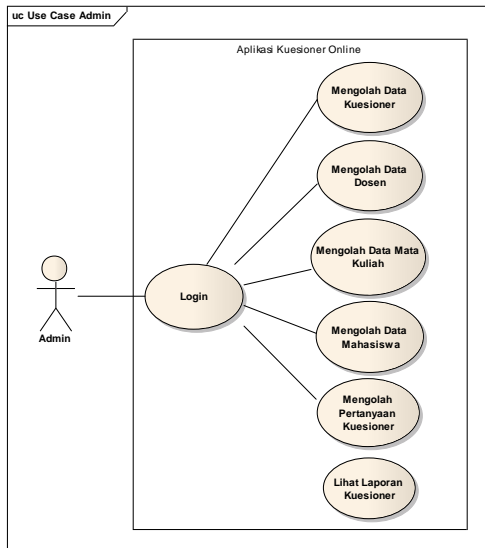 uc Use Case Admin
Aplikasi Kuesioner Online
Mengolah Data
Kuesioner
Mengolah Data
Dosen
Mengolah Data Mata
Kuliah
Login
Admin
Mengolah Data
Mahasiswa
Mengolah
Pertanyaan
Kuesioner
Lihat Laporan
Kuesioner